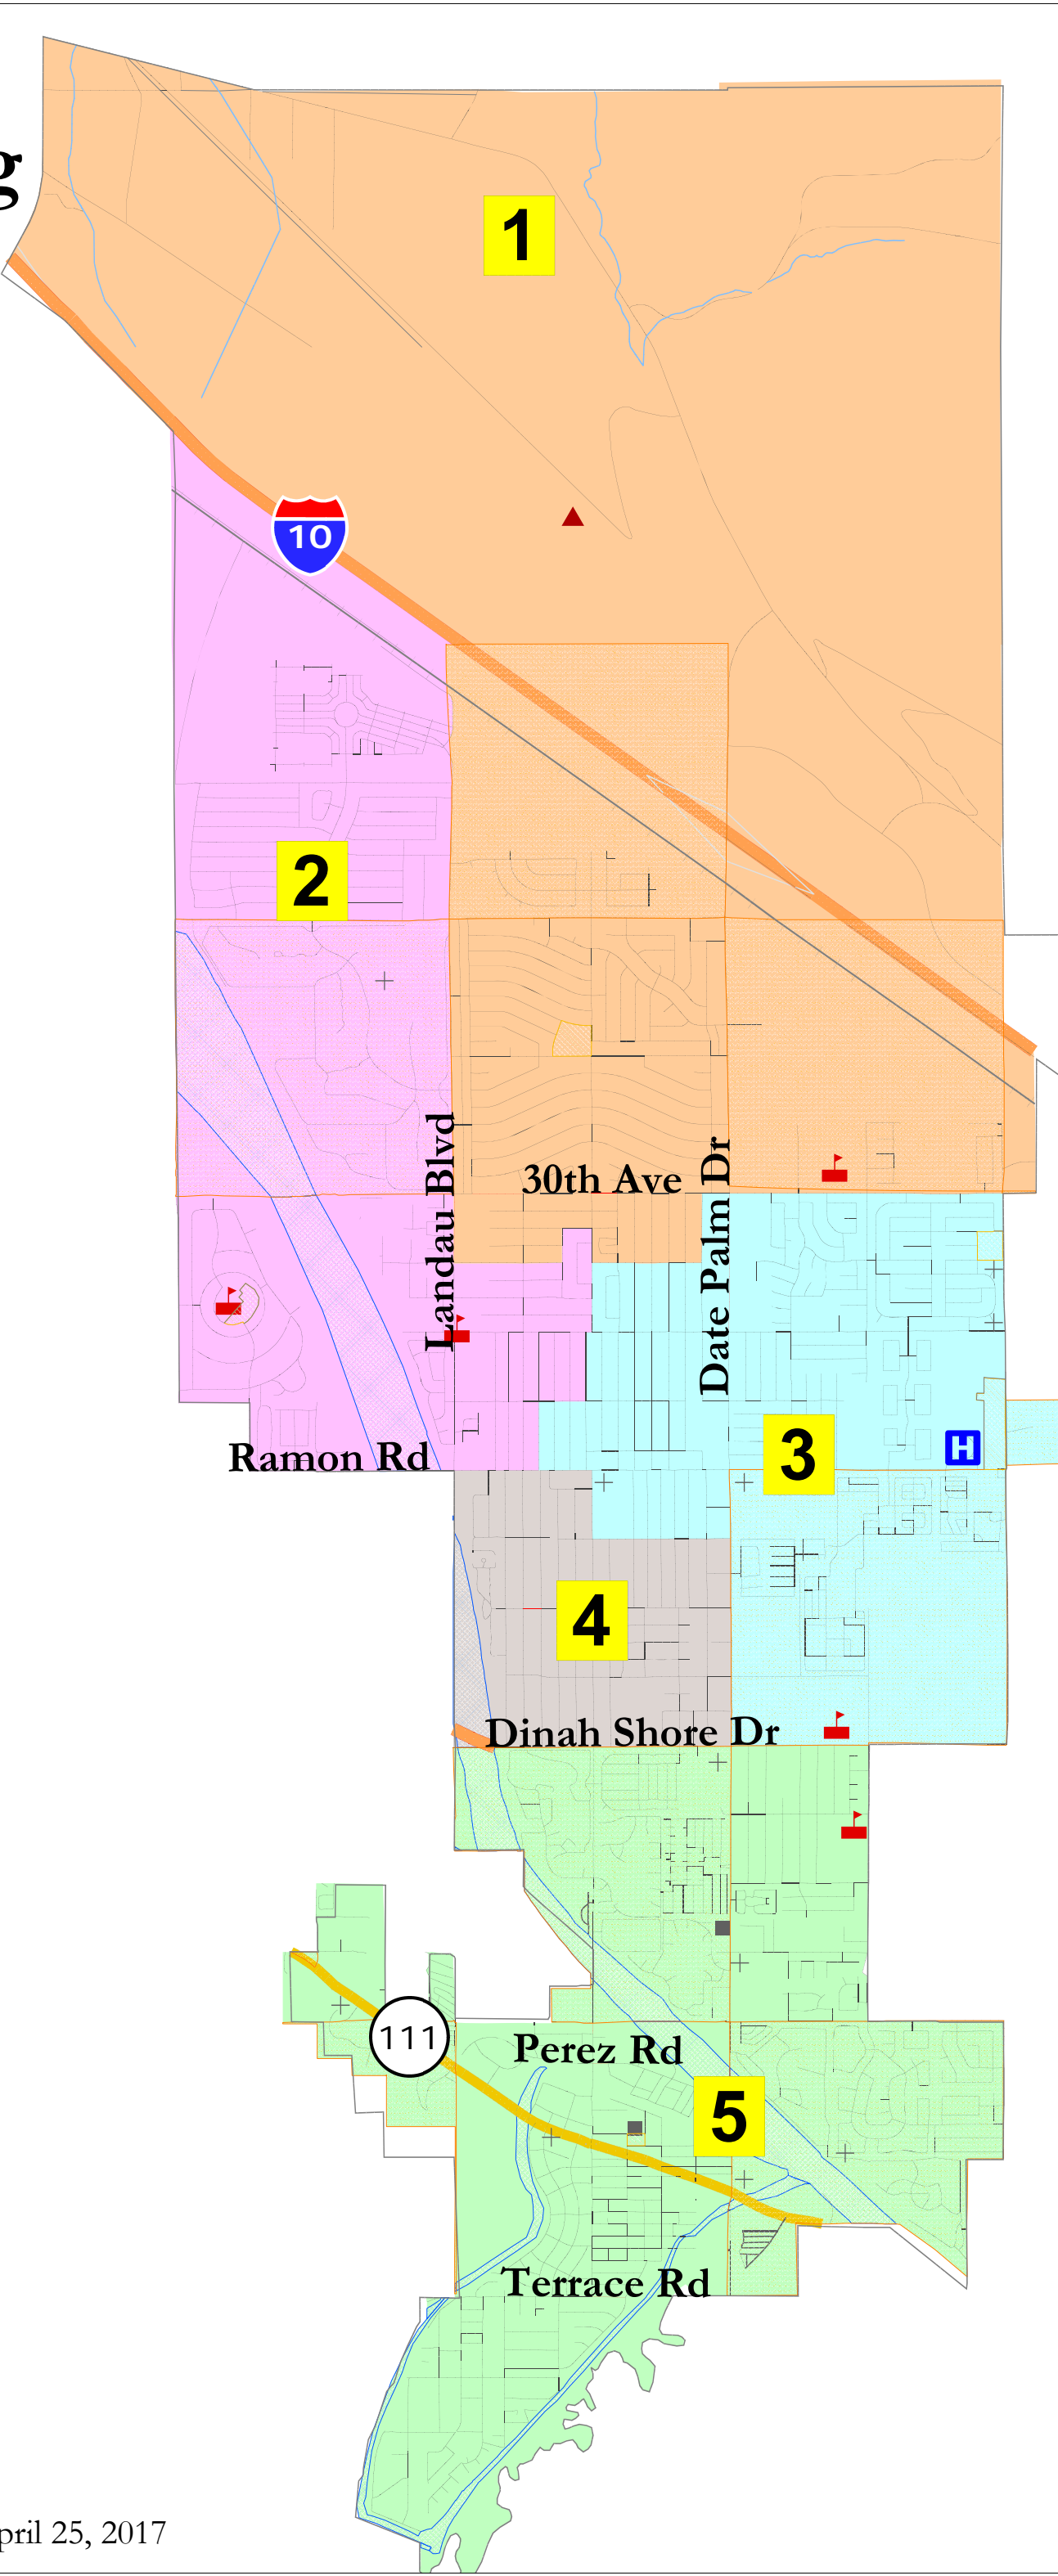 g
1
10
2
Landau Blvd
30th Ave
Date Palm Dr
Ramon Rd
3
H
4
Dinah Shore Dr
111
Perez Rd
5
Terrace Rd
pril 25, 2017